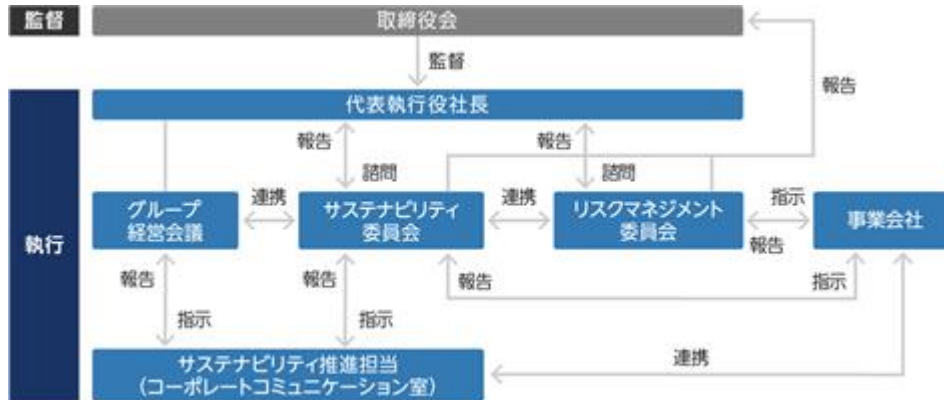 監督
取締役会
監督
報告
代表執行役社長
報告
諮問
報告
諮問
執行
グループ
経営会議
連携
サステナビリティ
委員会
連携
リスクマネジメント
委員会
指示
報告
事業会社
報告
指示
報告
指示
報告
指示
サステナビリティ推進担当
（コーポレートコミュニケーション室）
連携